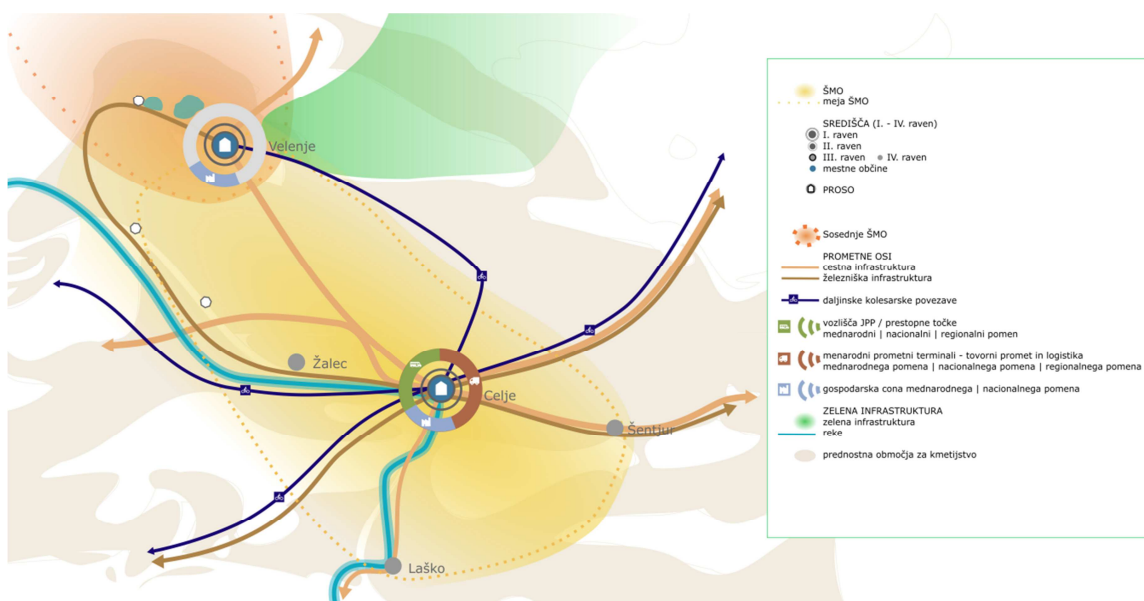 Velenje
Žalec
Celje
Šentjur
Laško
ŠMO
meja ŠMO
SREDIŠČA (I. - IV. raven)
I. raven
II. raven
III. raven IV. raven
mestne občine
PROSO
Sosednje ŠMO
PROMETNE OSI
cestna infrastruktura
železniška infrastruktura
daljinske kolesarske povezave
vozlišča JPP / prestopne točke
mednarodni | nacionalni | regionalni pomen
menarodni prometni terminali - tovorni promet in logistika
mednarodnega pomena | nacionalnega pomena | regionalnega pomena
gospodarska cona mednarodnega | nacionalnega pomena
ZELENA INFRASTRUKTURA
zelena infrastruktura
reke
prednostna območja za kmetijstvo